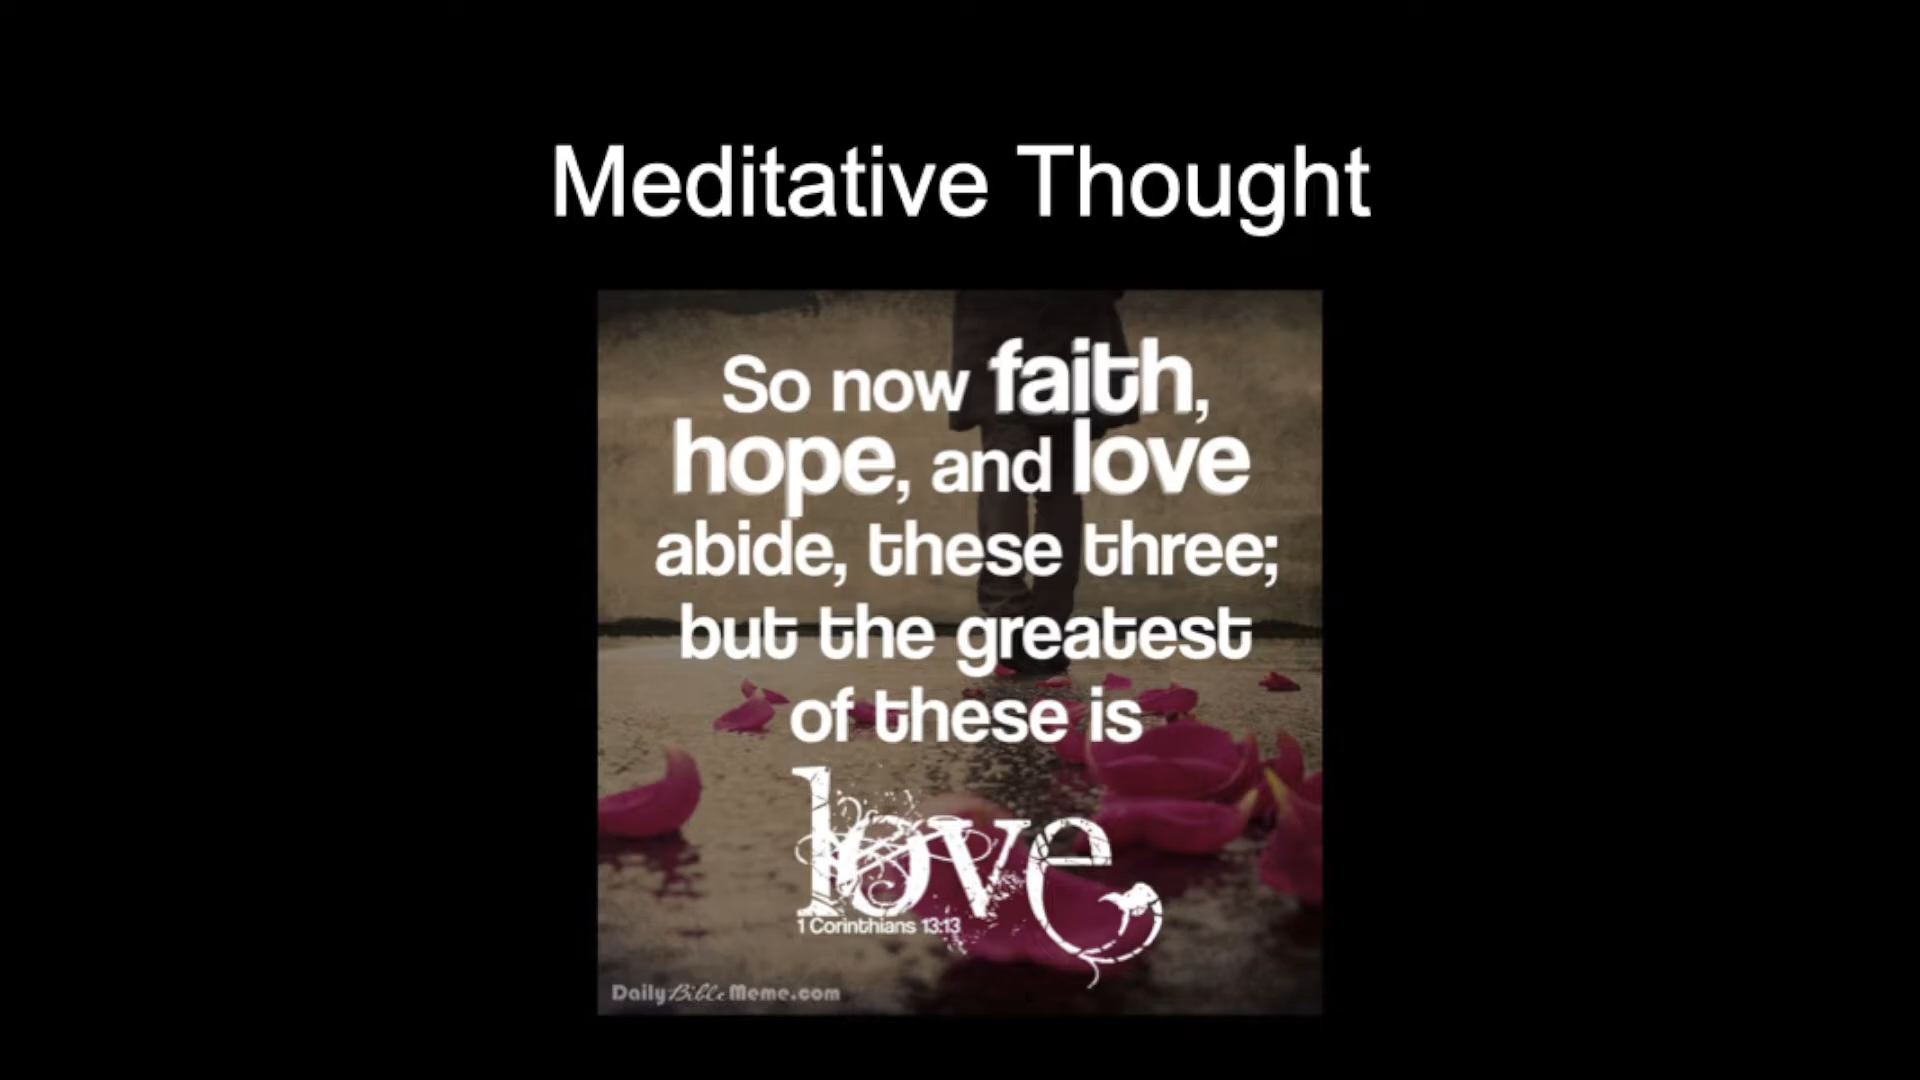 Meditative Thought
So now faith,
hope, and love
abide, these three;
but the greatest
of these is
love
1 Corinthians 13:13
DailyBibleMeme.com